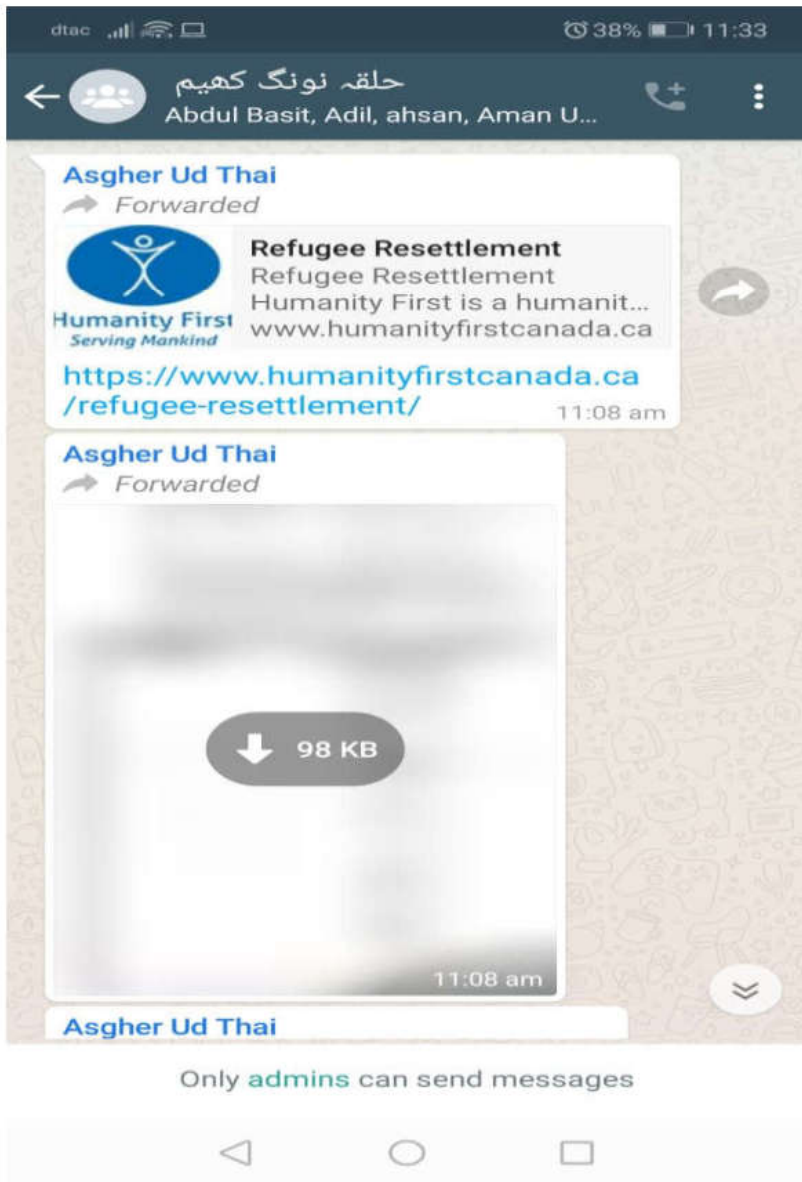 dtac 38% 11:33
حلقہ نونگ کھیم
Abdul Basit, Adil, ahsan, Aman U...
Asgher Ud Thai
Forwarded
Humanity First
Serving Mankind
Refugee Resettlement
Refugee Resettlement
Humanity First is a humanit...
www.humanityfirstcanada.ca
https://www.humanityfirstcanada.ca
/refugee-resettlement/
11:08 am
Asgher Ud Thai
Forwarded
98 KB
11:08 am
Asgher Ud Thai
Only admins can send messages